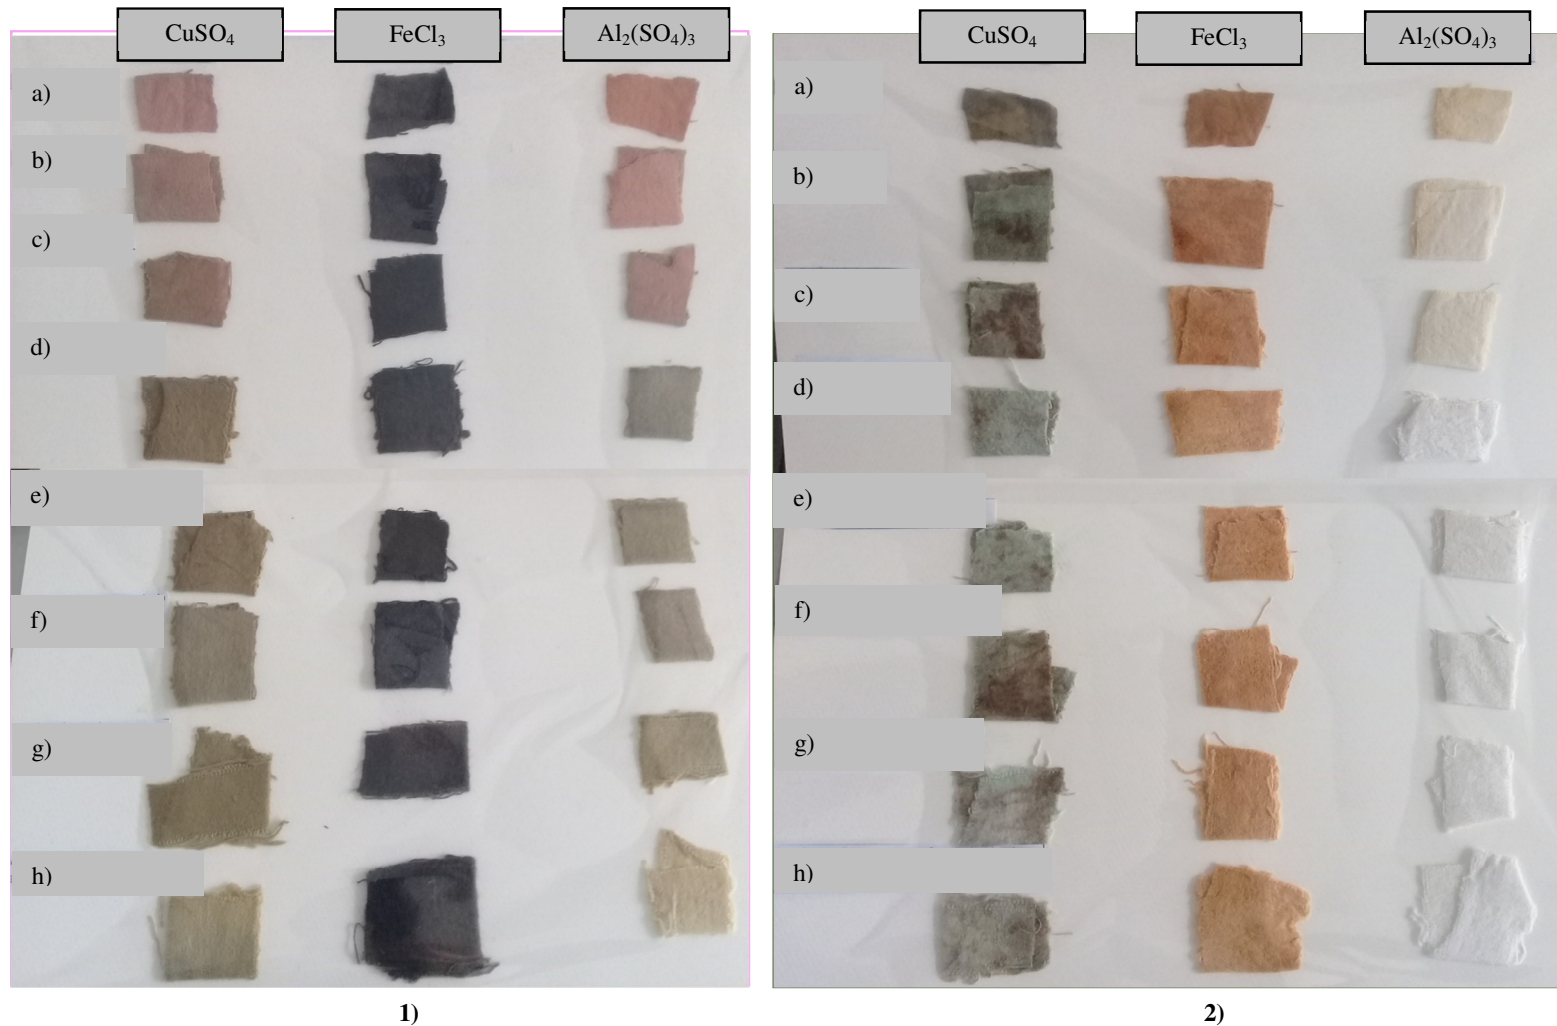 CuSO₄ FeCl₃ Al₂(SO₄)₃
a)
b)
c)
d)
e)
f)
g)
h)
1)
CuSO₄ FeCl₃ Al₂(SO₄)₃
a)
b)
c)
d)
e)
f)
g)
h)
2)